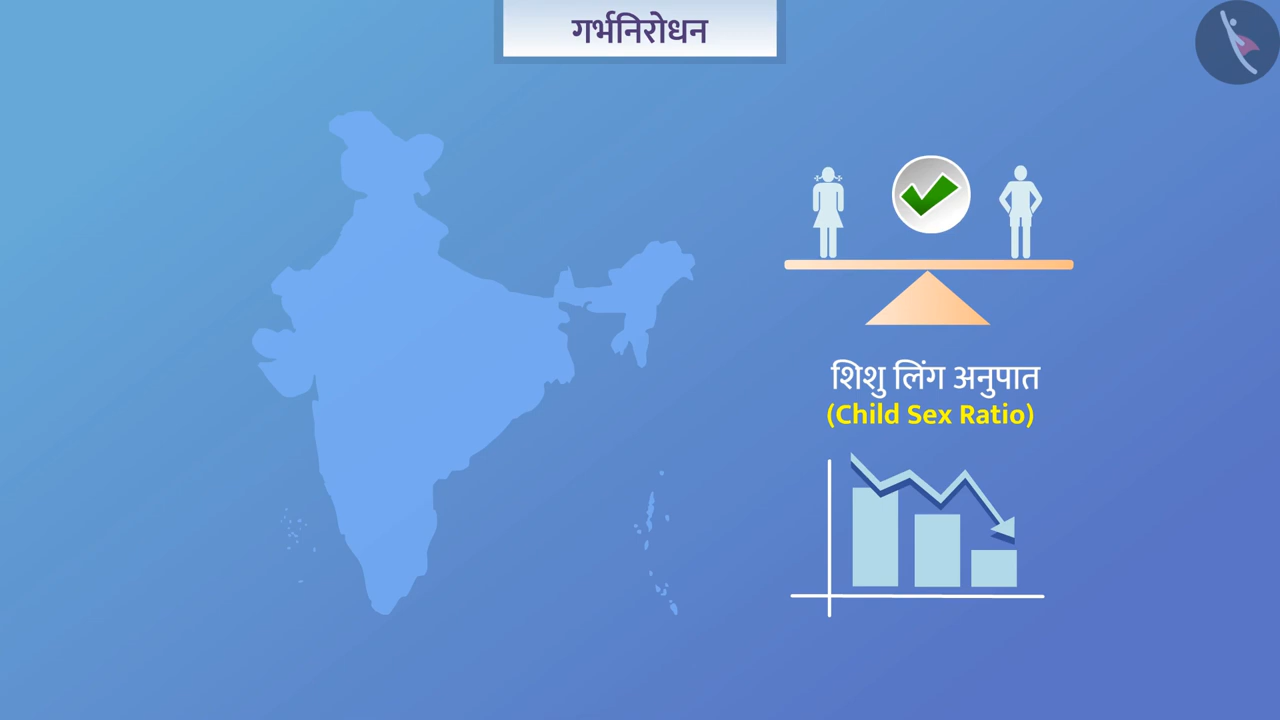 गर्भनिरोधन
शिशु लिंग अनुपात
(Child Sex Ratio)